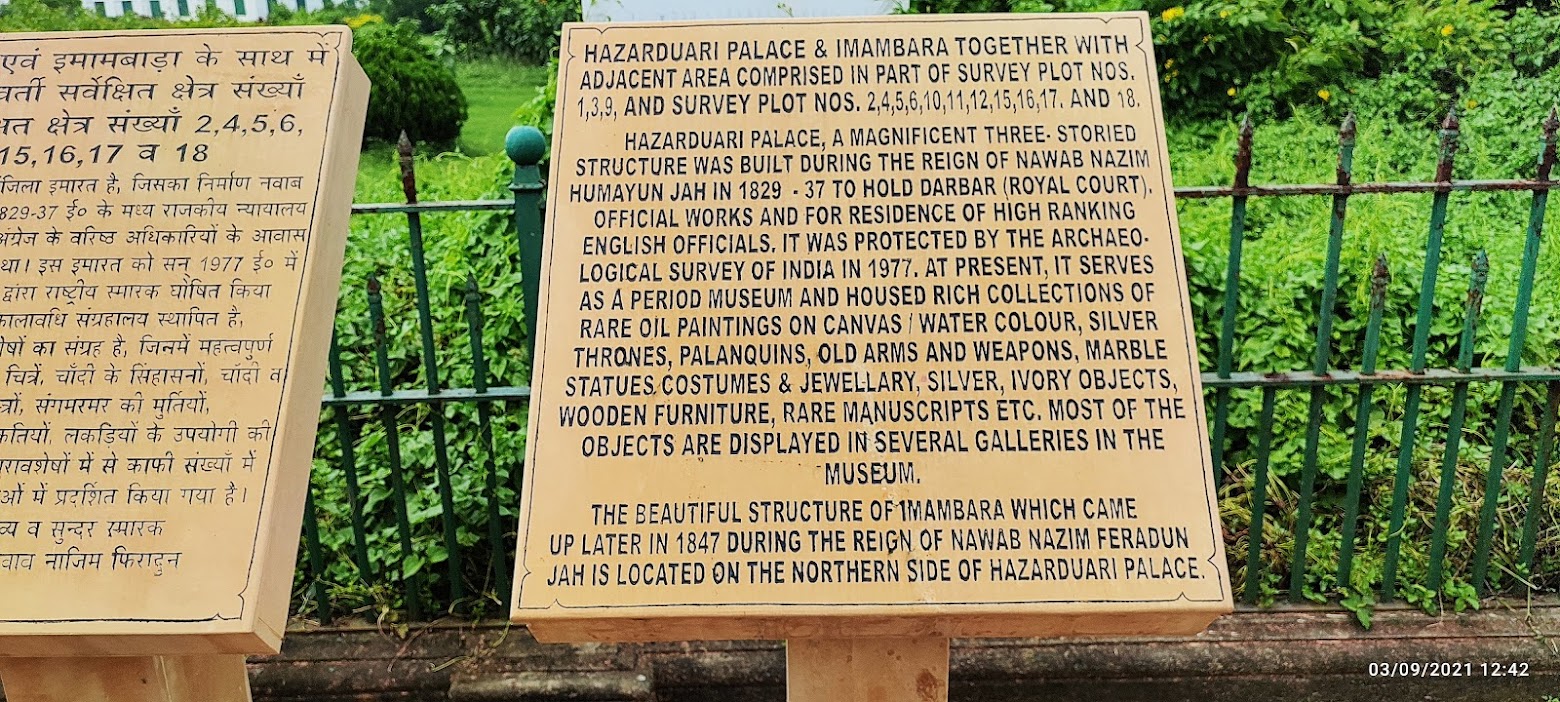 एवं इमामबाड़ा के साथ में
वर्ती सर्वेक्षित क्षेत्र संख्याँ
क्षेत्र संख्याँ 2,4,5,6,
15,16,17 व 18
इमारत है, जिसका निर्माण नवाब
829-37 ई० के मध्य राजकीय न्यायालय
अंग्रेज के वरिष्ठ अधिकारियों के आवास
था। इस इमारत को सन् 1977 ई० में
द्वारा राष्ट्रीय स्मारक घोषित किया
कालावधि संग्रहालय स्थापित है,
का संग्रह है, जिनमें महत्वपुर्ण
चित्रें, चाँदी के सिंहासनों, चाँदी व
संगमरमर की मुर्तियों,
लकड़ियों के उपयोगी की
में से काफी संख्याँ में
में प्रदर्शित किया गया है।
व सुन्दर स्मारक
नाजिम फिरादुन
HAZARDUARI PALACE & IMAMBARA TOGETHER WITH
ADJACENT AREA COMPRISED IN PART OF SURVEY PLOT NOS.
1,3,9, AND SURVEY PLOT NOS. 2,4,5,6,10,11,12,15,16,17. AND 18.
HAZARDUARI PALACE, A MAGNIFICENT THREE- STORIED
STRUCTURE WAS BUILT DURING THE REIGN OF NAWAB NAZIM
HUMAYUN JAH IN 1829 - 37 TO HOLD DARBAR (ROYAL COURT).
OFFICIAL WORKS AND FOR RESIDENCE OF HIGH RANKING
ENGLISH OFFICIALS. IT WAS PROTECTED BY THE ARCHAEO-
LOGICAL SURVEY OF INDIA IN 1977. AT PRESENT, IT SERVES
AS A PERIOD MUSEUM AND HOUSED RICH COLLECTIONS OF
RARE OIL PAINTINGS ON CANVAS / WATER COLOUR, SILVER
THRONES, PALANQUINS, OLD ARMS AND WEAPONS, MARBLE
STATUES, COSTUMES & JEWELLARY, SILVER, IVORY OBJECTS,
WOODEN FURNITURE, RARE MANUSCRIPTS ETC. MOST OF THE
OBJECTS ARE DISPLAYED IN SEVERAL GALLERIES IN THE
MUSEUM.
THE BEAUTIFUL STRUCTURE OF IMAMBARA WHICH CAME
UP LATER IN 1847 DURING THE REIGN OF NAWAB NAZIM FERADUN
JAH IS LOCATED ON THE NORTHERN SIDE OF HAZARDUARI PALACE.
03/09/2021 12:42